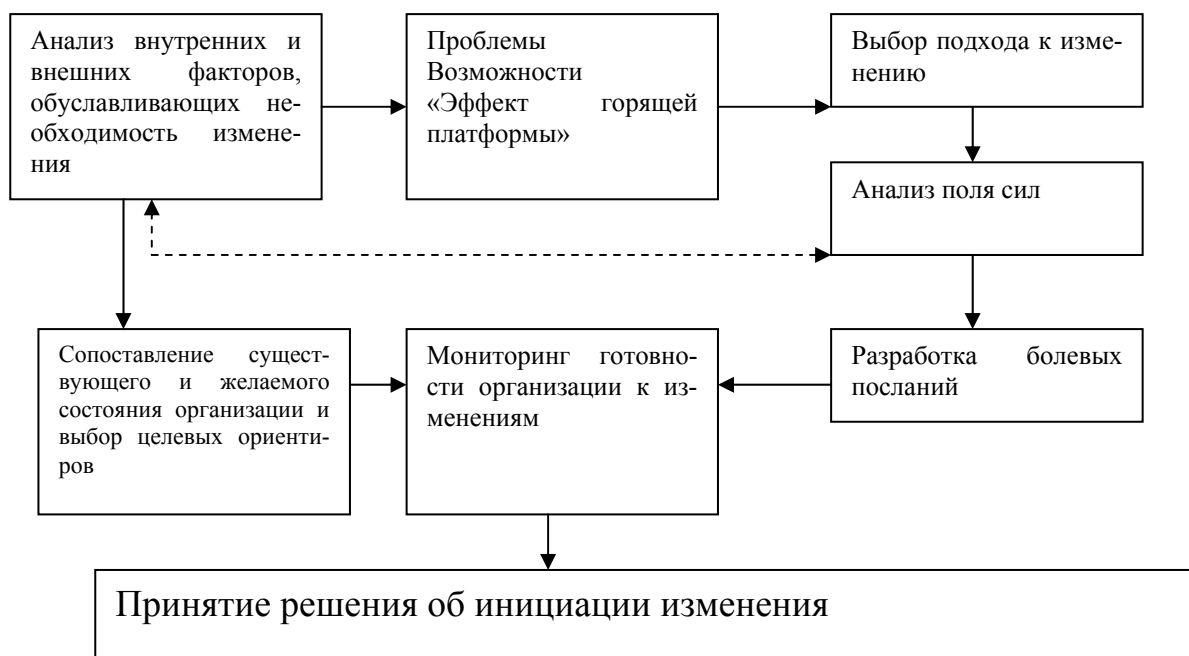 Анализ внутренних и
внешних факторов,
обуславливающих не-
обходимость измене-
ния
Проблемы
Возможности
«Эффект горящей
платформы»
Выбор подхода к изме-
нению
Анализ поля сил
Сопоставление сущест-
вующего и желаемого
состояния организации и
выбор целевых ориенти-
ров
Мониторинг готовно-
сти организации к из-
менениям
Разработка болевых
посланий
Принятие решения об инициации изменения